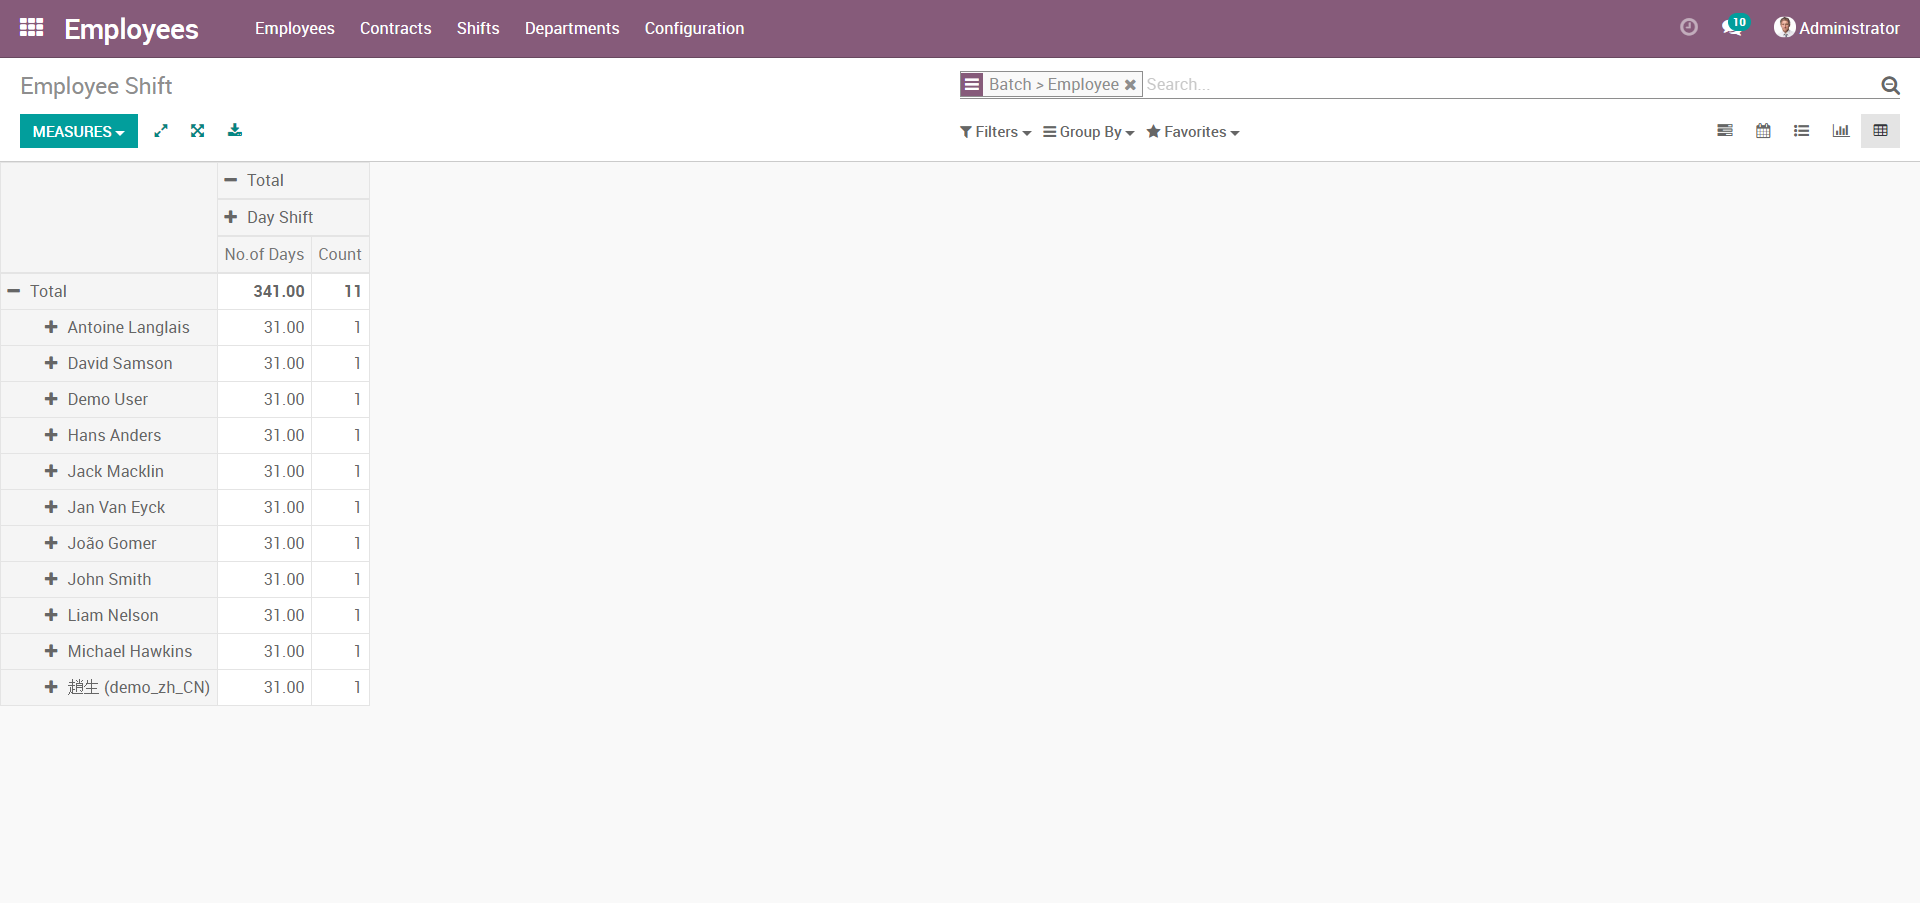 Employees Employees Contracts Shifts Departments Configuration 10 Administrator
Employee Shift Batch > Employee Search...
MEASURES Filters Group By Favorites
Total
Day Shift
No.of Days Count
Total 341.00 11
Antoine Langlais 31.00 1
David Samson 31.00 1
Demo User 31.00 1
Hans Anders 31.00 1
Jack Macklin 31.00 1
Jan Van Eyck 31.00 1
João Gomer 31.00 1
John Smith 31.00 1
Liam Nelson 31.00 1
Michael Hawkins 31.00 1
趙生 (demo_zh_CN) 31.00 1